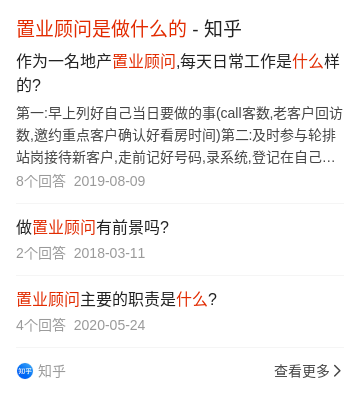 置业顾问是做什么的 - 知乎
作为一名地产置业顾问,每天日常工作是什么样
的?
第一:早上列好自己当日要做的事(call客数,老客户回访
数,邀约重点客户确认好看房时间)第二:及时参与轮排
站岗接待新客户,走前记好号码,录系统,登记在自己…
8个回答 2019-08-09
做置业顾问有前景吗?
2个回答 2018-03-11
置业顾问主要的职责是什么?
4个回答 2020-05-24
知乎 知乎 查看更多